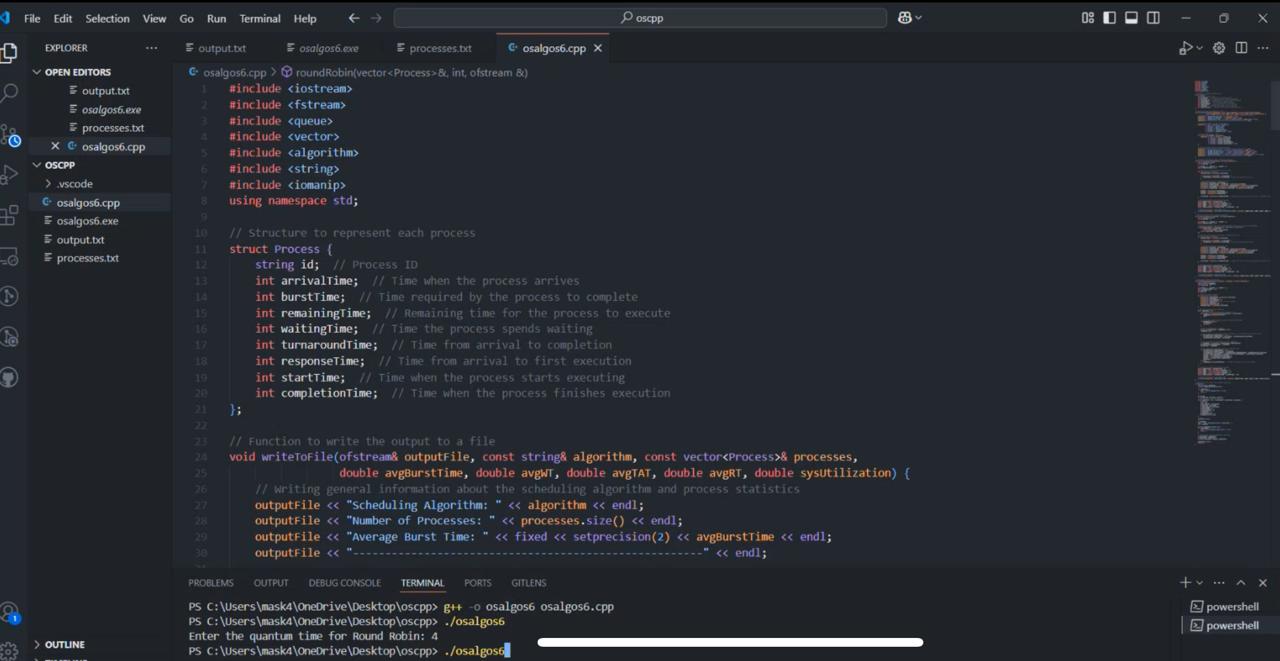 File Edit Selection View Go Run Terminal Help
oscpp
EXPLORER
OPEN EDITORS
output.txt
osalgos6.exe
processes.txt
osalgos6.cpp
OSCPP
.vscode
osalgos6.cpp
osalgos6.exe
output.txt
processes.txt
OUTLINE
output.txt osalgos6.exe processes.txt osalgos6.cpp
osalgos6.cpp > roundRobin(vector<Process>&, int, ofstream &)
1 #include <iostream>
2 #include <fstream>
3 #include <queue>
4 #include <vector>
5 #include <algorithm>
6 #include <string>
7 #include <iomanip>
8 using namespace std;
9
10 // Structure to represent each process
11 struct Process {
12 string id; // Process ID
13 int arrivalTime; // Time when the process arrives
14 int burstTime; // Time required by the process to complete
15 int remainingTime; // Remaining time for the process to execute
16 int waitingTime; // Time the process spends waiting
17 int turnaroundTime; // Time from arrival to completion
18 int responseTime; // Time from arrival to first execution
19 int startTime; // Time when the process starts executing
20 int completionTime; // Time when the process finishes execution
21 };
22
23 // Function to write the output to a file
24 void writeToFile(ofstream& outputFile, const string& algorithm, const vector<Process>& processes,
25 double avgBurstTime, double avgWT, double avgTAT, double avgRT, double sysUtilization) {
26 // Writing general information about the scheduling algorithm and process statistics
27 outputFile << "Scheduling Algorithm: " << algorithm << endl;
28 outputFile << "Number of Processes: " << processes.size() << endl;
29 outputFile << "Average Burst Time: " << fixed << setprecision(2) << avgBurstTime << endl;
30 outputFile << "------------------------------------------------------" << endl;
PROBLEMS OUTPUT DEBUG CONSOLE TERMINAL PORTS GITLENS
PS C:\Users\mask4\OneDrive\Desktop\oscpp> g++ -o osalgos6 osalgos6.cpp
PS C:\Users\mask4\OneDrive\Desktop\oscpp> ./osalgos6
Enter the quantum time for Round Robin: 4
PS C:\Users\mask4\OneDrive\Desktop\oscpp> ./osalgos6
powershell
powershell
1